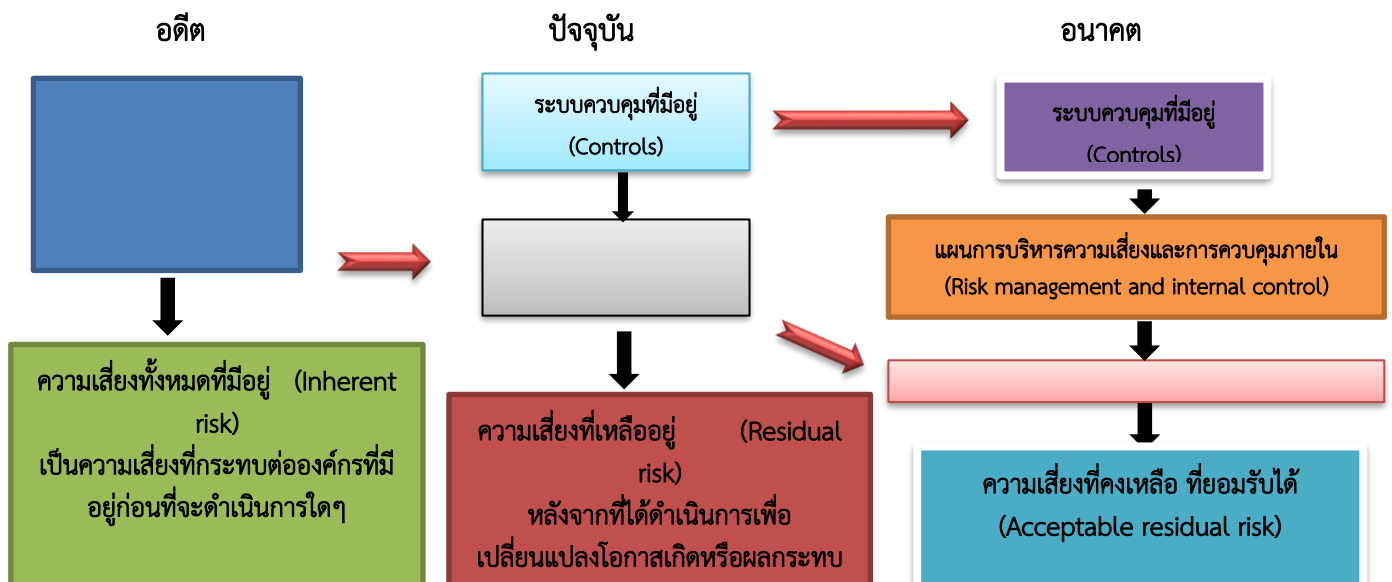 อดีต
ปัจจุบัน
อนาคต
ความเสี่ยงทั้งหมดที่มีอยู่ (Inherent
risk)
เป็นความเสี่ยงที่กระทบต่อองค์กรที่มี
อยู่ก่อนที่จะดำเนินการใดๆ
ระบบควบคุมที่มีอยู่
(Controls)
ความเสี่ยงที่เหลืออยู่ (Residual
risk)
หลังจากที่ได้ดำเนินการเพื่อ
เปลี่ยนแปลงโอกาสเกิดหรือผลกระทบ
ระบบควบคุมที่มีอยู่
(Controls)
แผนการบริหารความเสี่ยงและการควบคุมภายใน
(Risk management and internal control)
ความเสี่ยงที่คงเหลือ ที่ยอมรับได้
(Acceptable residual risk)